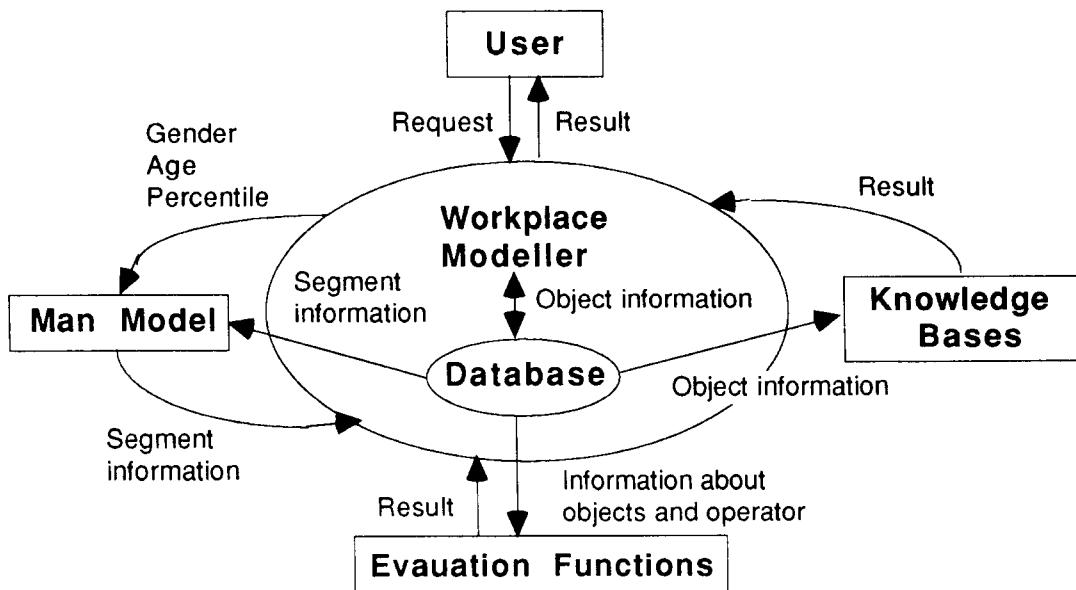 User
Request
Result
Gender
Age
Percentile
Result
Workplace
Modeller
Segment
information
Object information
Man Model
Knowledge
Bases
Database
Object information
Segment
information
Result
Information about
objects and operator
Evauation Functions